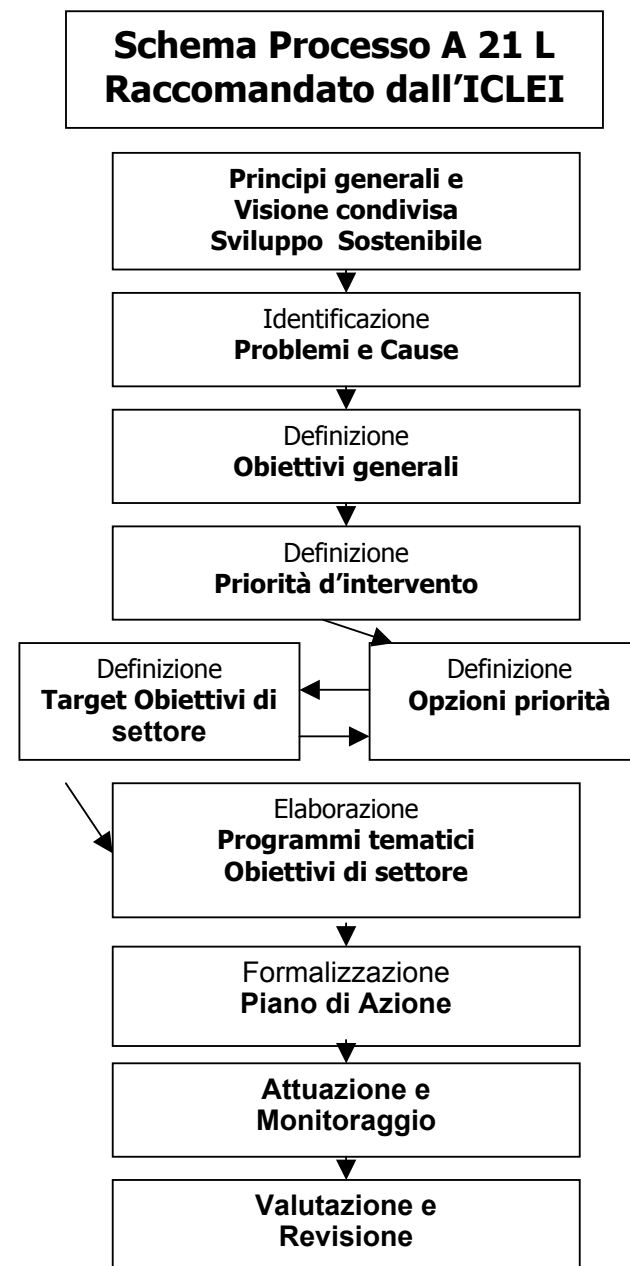 Schema Processo A 21 L
Raccomandato dall’ICLEI
Principi generali e
Visione condivisa
Sviluppo Sostenibile
Identificazione
Problemi e Cause
Definizione
Obiettivi generali
Definizione
Priorità d’intervento
Definizione
Target Obiettivi di
settore
Definizione
Opzioni priorità
Elaborazione
Programmi tematici
Obiettivi di settore
Formalizzazione
Piano di Azione
Attuazione e
Monitoraggio
Valutazione e
Revisione